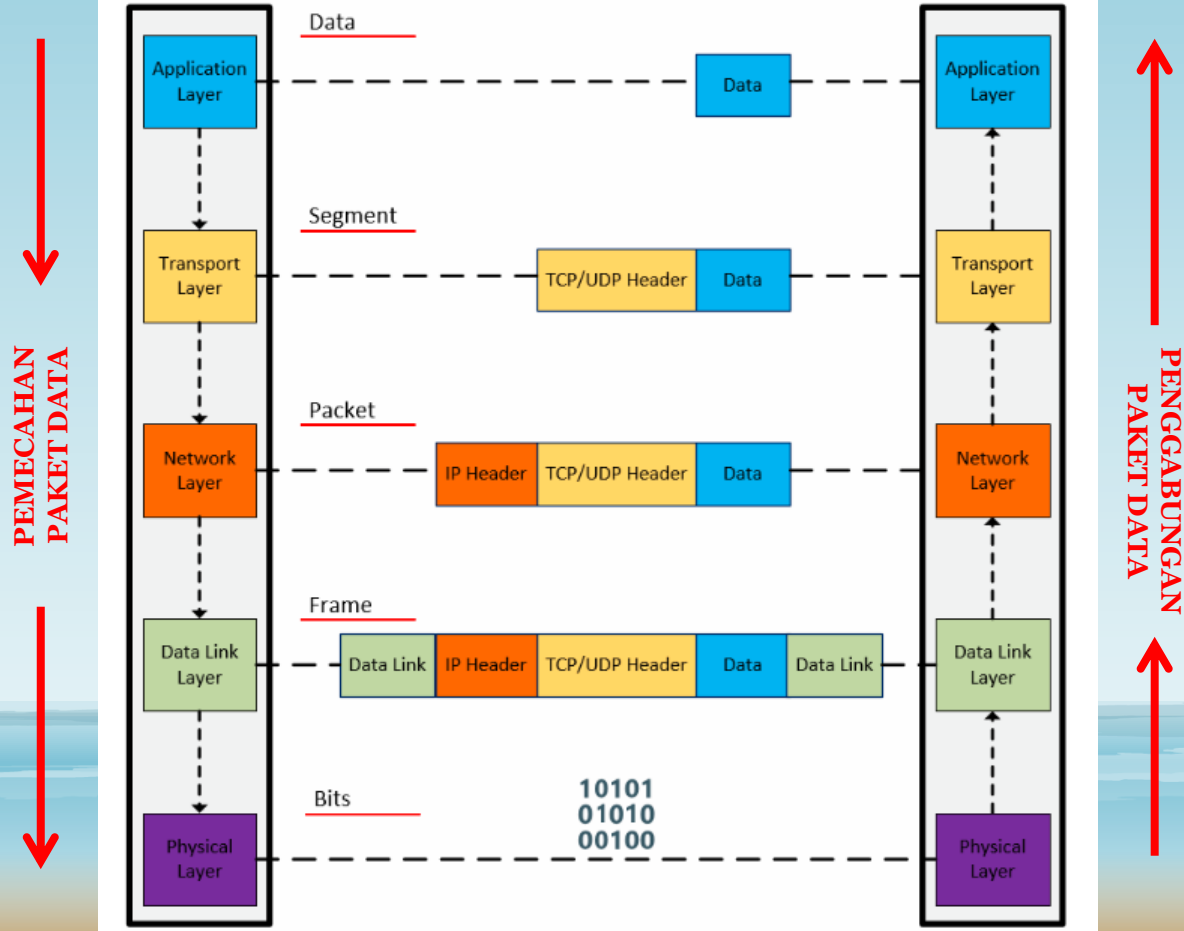 Data
Application
Layer
Data
Application
Layer
Segment
Transport
Layer
TCP/UDP Header
Data
Transport
Layer
PEMECAHAN
PAKET DATA
PENGGABUNGAN
PAKET DATA
Packet
Network
Layer
IP Header
TCP/UDP Header
Data
Network
Layer
Frame
Data Link
Layer
Data Link
IP Header
TCP/UDP Header
Data
Data Link
Data Link
Layer
Bits
10101
01010
00100
Physical
Layer
Physical
Layer